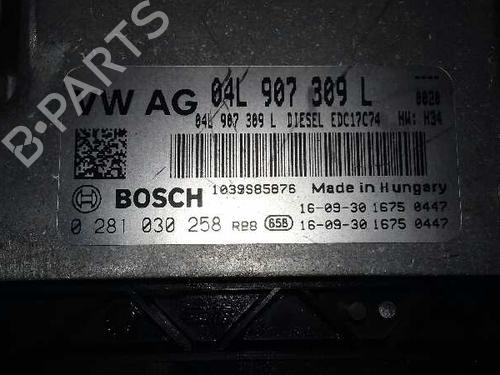 B-PARTS
VW AG 04L 907 309 L 0020
04L 907 309 L DIESEL EDC17C74 HW: H34
BOSCH 1039S85876 Made in Hungary
16-09-30 1675 0447
0 281 030 258 RBB 658 16-09-30 1675 0447